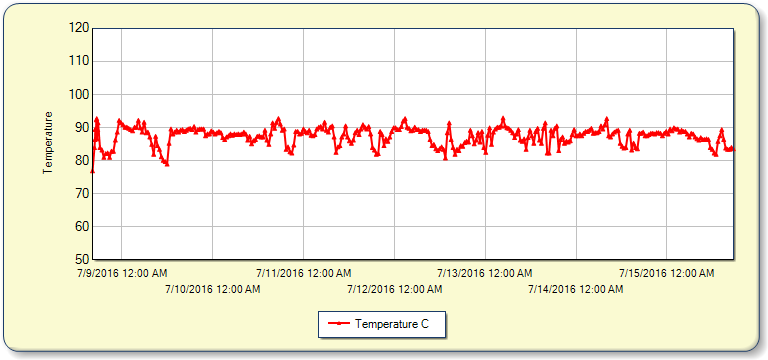 120
110
100
90
80
70
60
50
Temperature
7/9/2016 12:00 AM
7/10/2016 12:00 AM
7/11/2016 12:00 AM
7/12/2016 12:00 AM
7/13/2016 12:00 AM
7/14/2016 12:00 AM
7/15/2016 12:00 AM
Temperature C